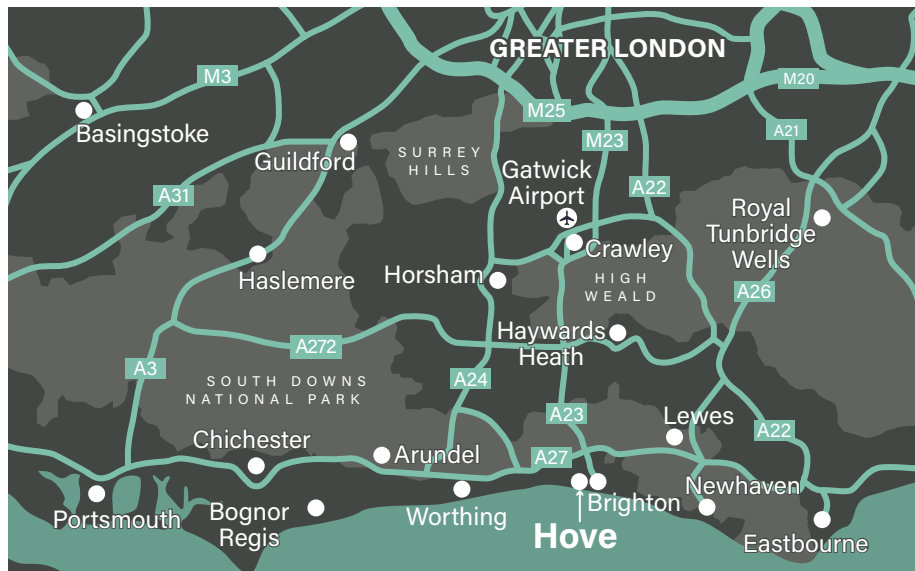 GREATER LONDON
M3
M20
M25
Basingstoke
A21
M23
Guildford
SURREY
HILLS
Gatwick
Airport
A22
A31
Royal
Tunbridge
Wells
Crawley
Haslemere
Horsham
HIGH
WEALD
A26
Haywards
Heath
A272
A3
SOUTH DOWNS
NATIONAL PARK
A24
A23
Lewes
A22
Chichester
Arundel
A27
Newhaven
Portsmouth
Bognor
Regis
Worthing
Brighton
Hove
Eastbourne